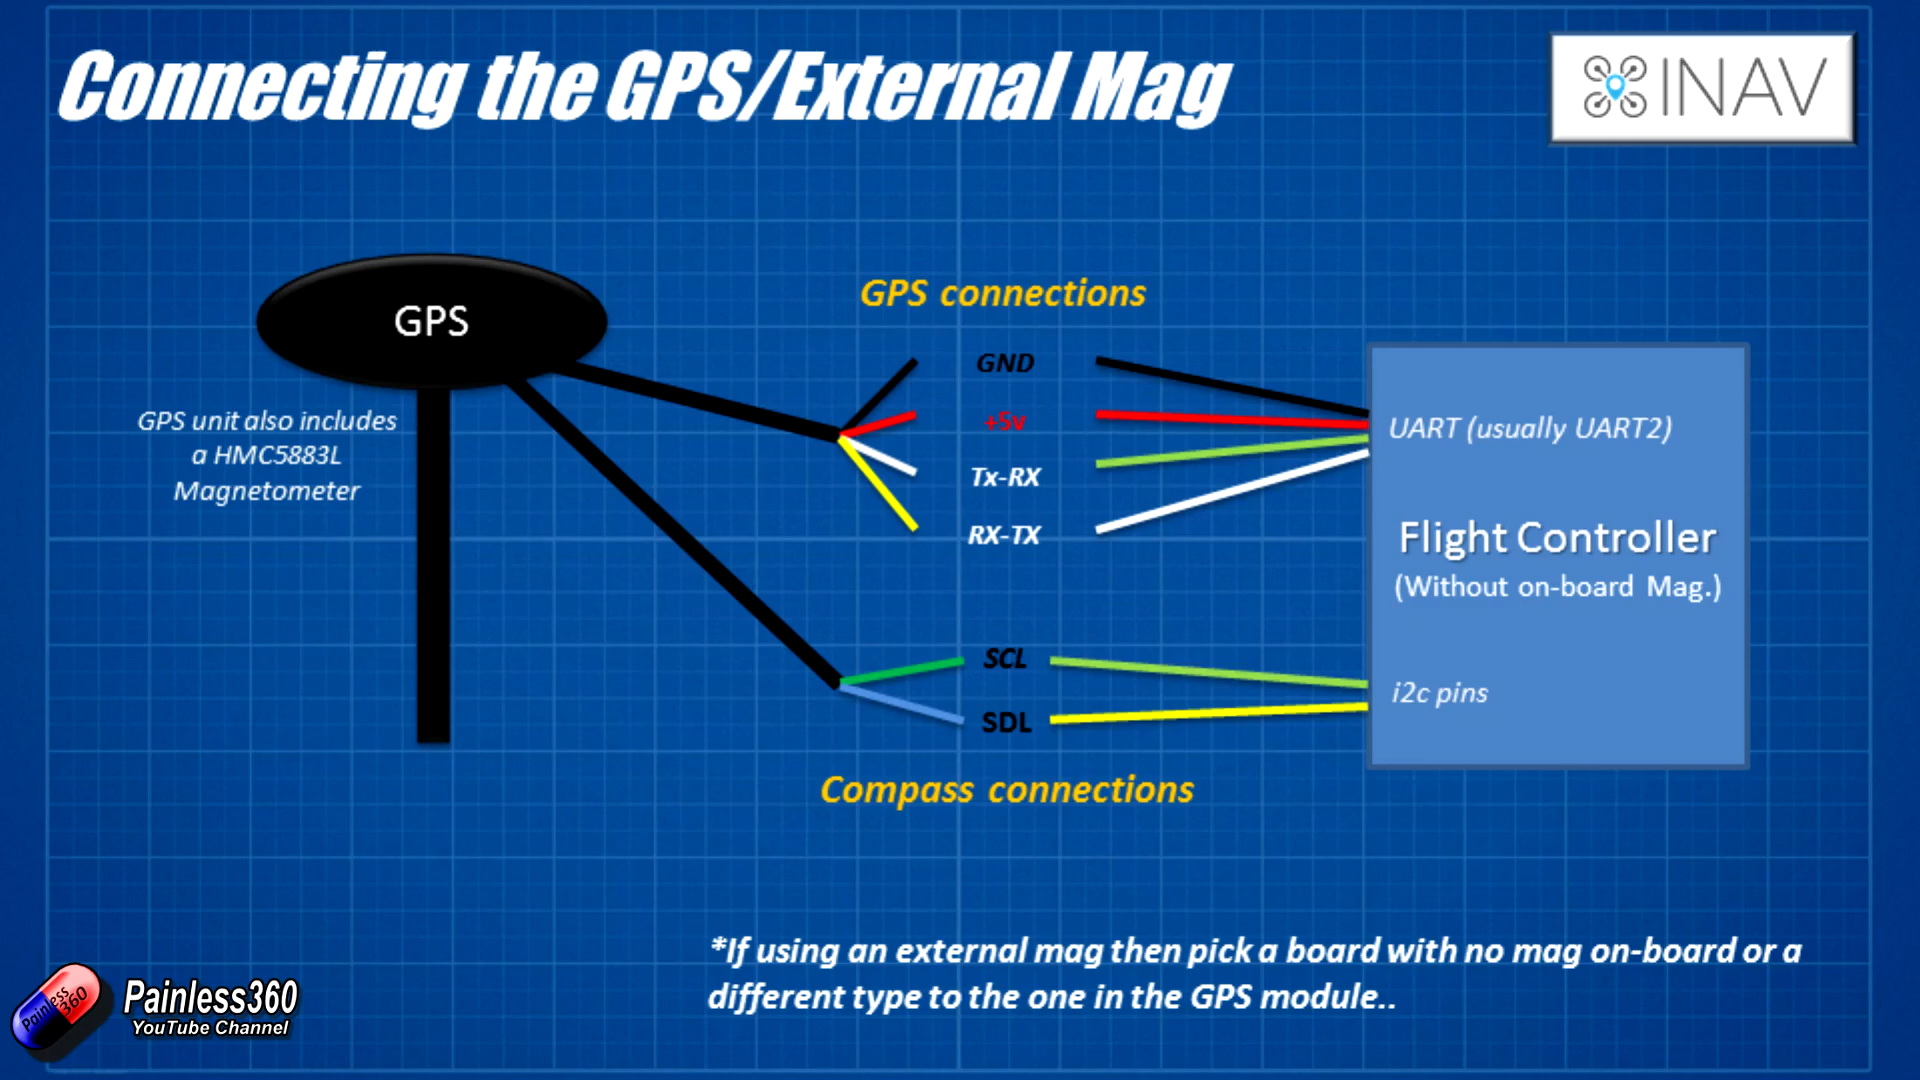 Connecting the GPS/External Mag
INAV
GPS
GPS unit also includes
a HMC5883L
Magnetometer
GPS connections
GND
+5v
Tx-RX
RX-TX
SCL
SDL
Compass connections
UART (usually UART2)
Flight Controller
(Without on-board Mag.)
i2c pins
*If using an external mag then pick a board with no mag on-board or a
different type to the one in the GPS module..
Painless
360
Painless360
YouTube Channel